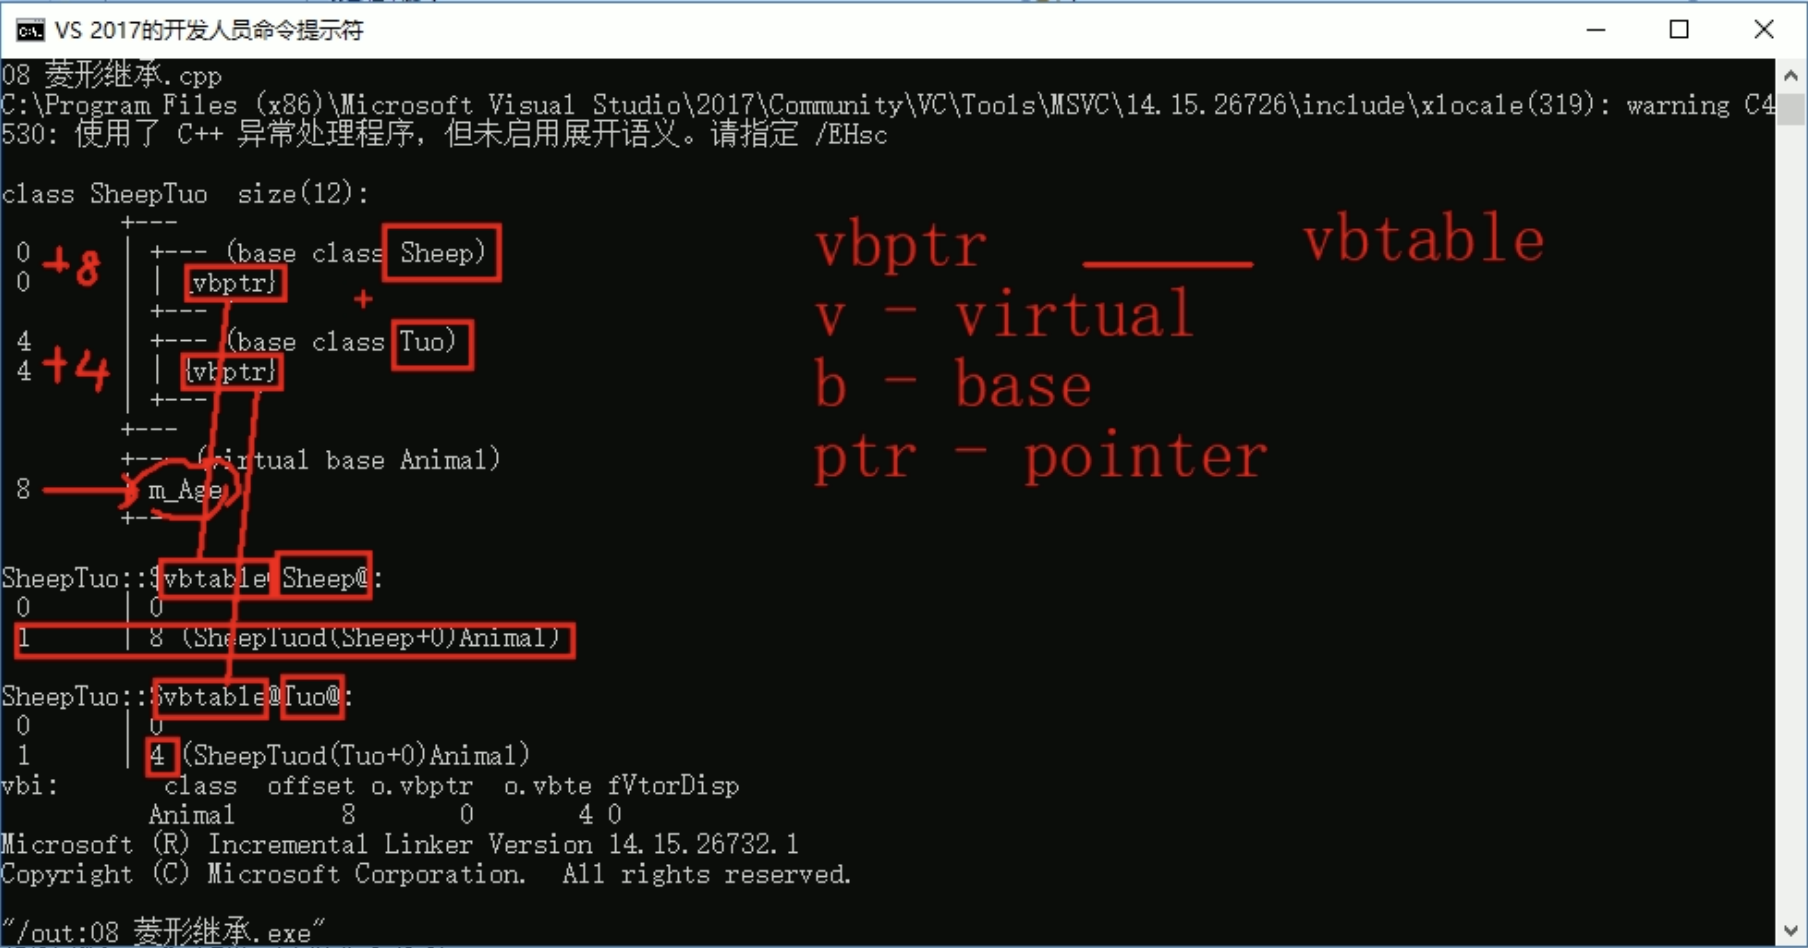 VS 2017的开发人员命令提示符
08 菱形继承.cpp
C:\Program Files (x86)\Microsoft Visual Studio\2017\Community\VC\Tools\MSVC\14.15.26726\include\xlocale(319): warning C4
530: 使用了 C++ 异常处理程序，但未启用展开语义。请指定 /EHsc
class SheepTuo  size(12):
+---
0 | +--- (base class Sheep)
0 | | {vbptr}
| +---
4 | +--- (base class Tuo)
4 | | {vbptr}
| +---
+---
+--- (virtual base Animal)
8 | m_Age
+---
+8
+
+4
vbptr ——— vbtable
v - virtual
b - base
ptr - pointer
SheepTuo::$vbtable@Sheep@:
0 | 0
1 | 8 (SheepTuod(Sheep+0)Animal)
SheepTuo::$vbtable@Tuo@:
0 | 0
1 | 4 (SheepTuod(Tuo+0)Animal)
vbi: class offset o.vbptr o.vbte fVtorDisp
Animal 8 0 4 0
Microsoft (R) Incremental Linker Version 14.15.26732.1
Copyright (C) Microsoft Corporation.  All rights reserved.
"/out:08 菱形继承.exe"